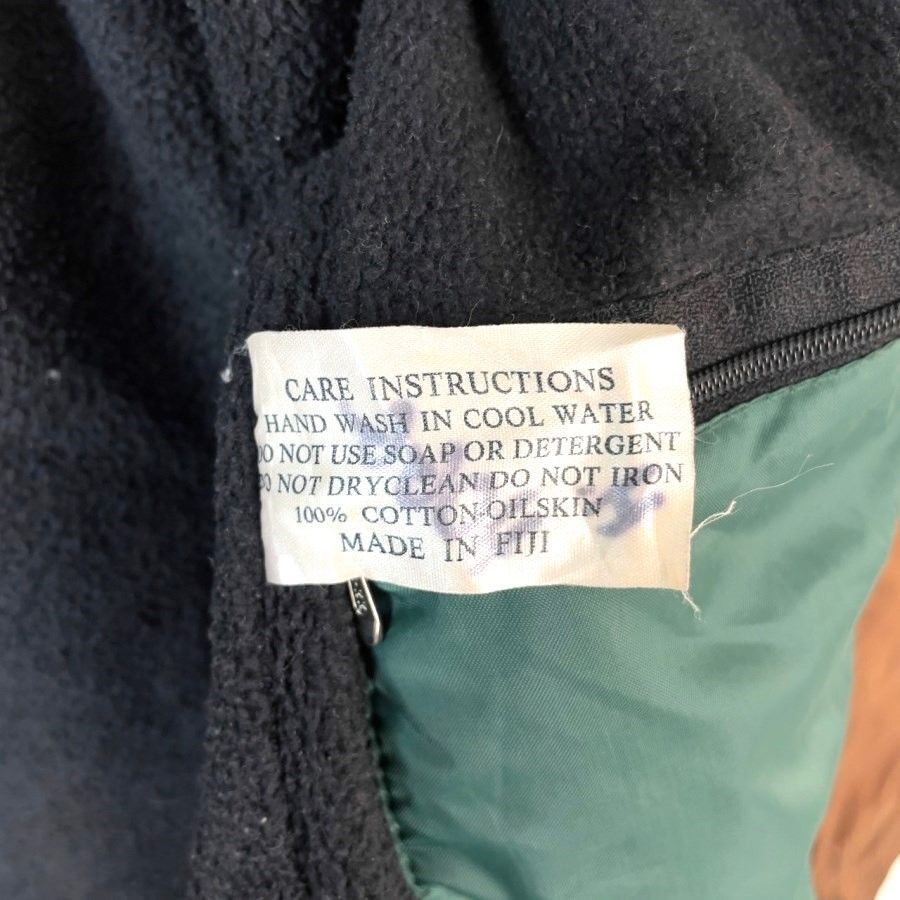 CARE INSTRUCTIONS
HAND WASH IN COOL WATER
DO NOT USE SOAP OR DETERGENT
DO NOT DRYCLEAN DO NOT IRON
100% COTTON OILSKIN
MADE IN FIJI